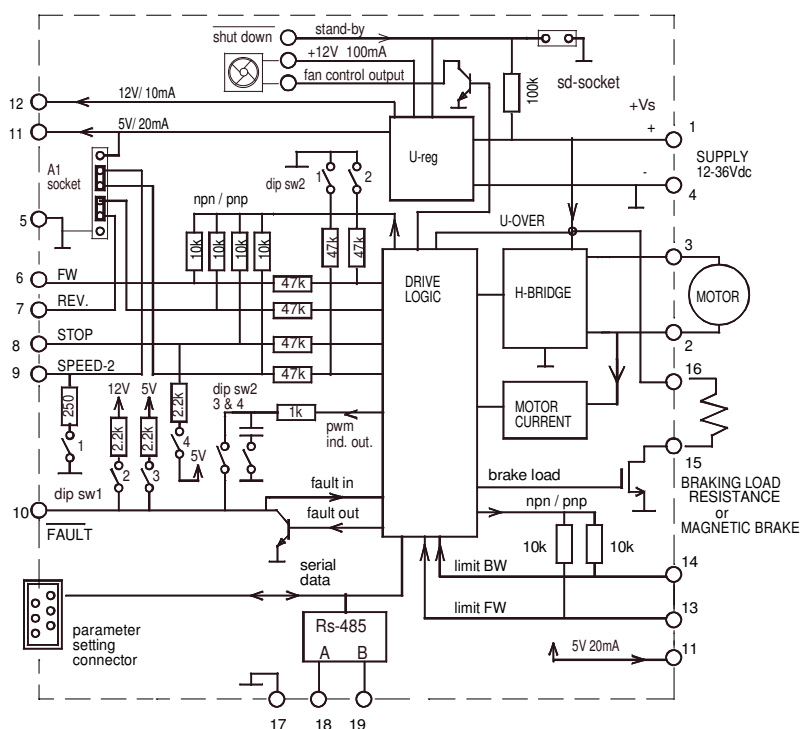 shut down
stand-by
+12V 100mA
fan control output
sd-socket
100k
+Vs
12
12V/ 10mA
11
5V/ 20mA
U-reg
+
1
SUPPLY
12-36Vdc
-
4
A1
socket
dip sw2
1
2
npn / pnp
U-OVER
5
10k
10k
10k
10k
47k
47k
3
6
FW
47k
DRIVE
LOGIC
H-BRIDGE
MOTOR
7
REV.
47k
8
STOP
47k
2
9
SPEED-2
47k
16
250
1
12V
5V
2.2k
2.2k
2.2k
2
3
4
5V
dip sw2
3 & 4
1k
pwm
ind. out.
MOTOR
CURRENT
15
dip sw1
brake load
BRAKING LOAD
RESISTANCE
or
MAGNETIC BRAKE
10
FAULT
fault in
fault out
npn / pnp
10k
10k
limit BW
14
serial
data
limit FW
13
parameter
setting
connector
Rs-485
A
B
5V 20mA
11
17
18
19